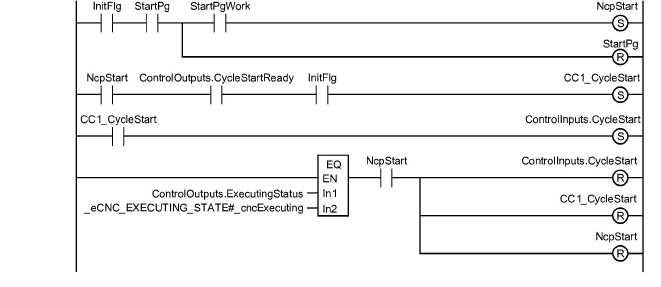 InitFlg StartPg StartPgWork NcpStart
S
StartPg
R
NcpStart ControlOutputs.CycleStartReady InitFlg CC1_CycleStart
S
CC1_CycleStart ControlInputs.CycleStart
S
EQ NcpStart ControlInputs.CycleStart
EN R
ControlOutputs.ExecutingStatus In1 CC1_CycleStart
_eCNC_EXECUTING_STATE#_cncExecuting In2 R
NcpStart
R